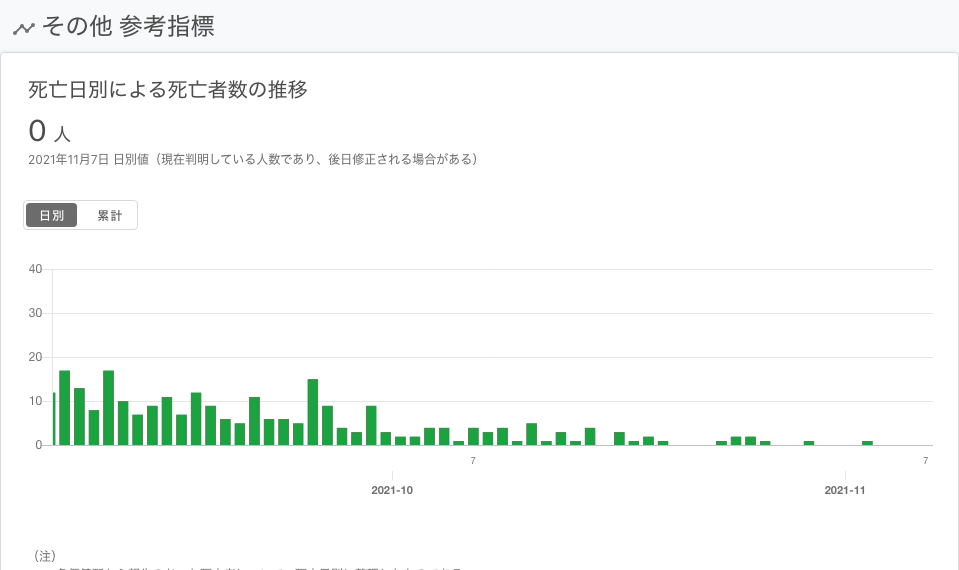 その他 参考指標
死亡日別による死亡者数の推移
0 人
2021年11月7日 日別値（現在判明している人数であり、後日修正される場合がある）
日別 累計
40
30
20
10
0
7 7
2021-10 2021-11
（注）